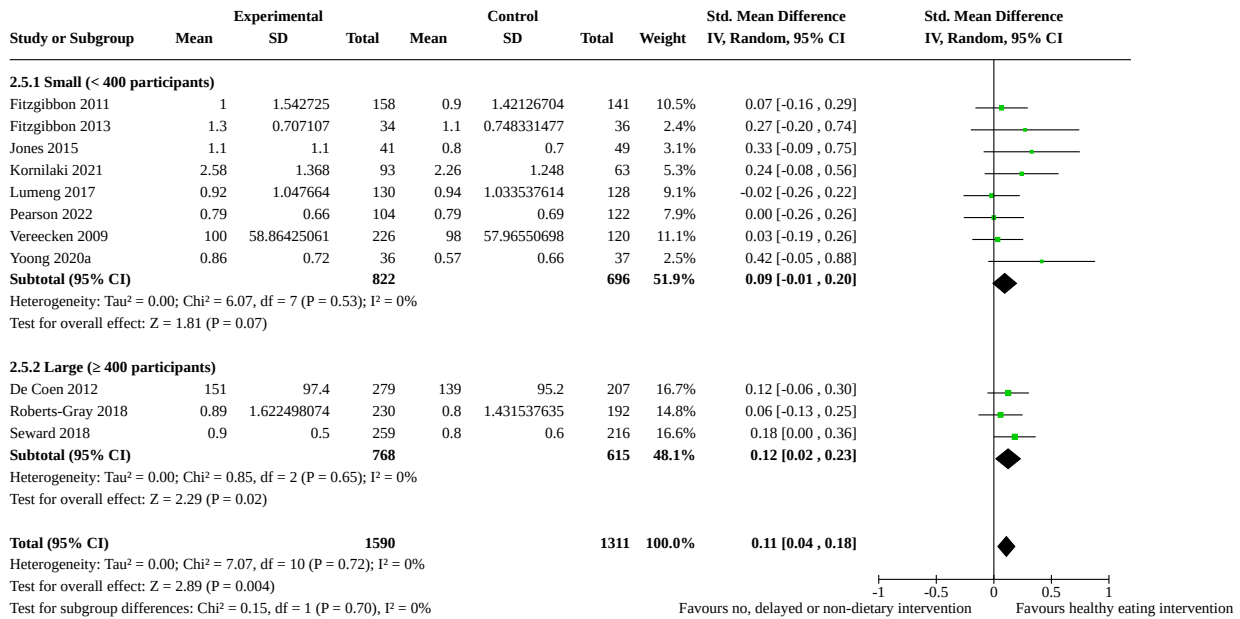 Experimental Control Std. Mean Difference Std. Mean Difference
Study or Subgroup Mean SD Total Mean SD Total Weight IV, Random, 95% CI IV, Random, 95% CI
2.5.1 Small (< 400 participants)
Fitzgibbon 2011 1 1.542725 158 0.9 1.42126704 141 10.5% 0.07 [-0.16 , 0.29]
Fitzgibbon 2013 1.3 0.707107 34 1.1 0.748331477 36 2.4% 0.27 [-0.20 , 0.74]
Jones 2015 1.1 1.1 41 0.8 0.7 49 3.1% 0.33 [-0.09 , 0.75]
Kornilaki 2021 2.58 1.368 93 2.26 1.248 63 5.3% 0.24 [-0.08 , 0.56]
Lumeng 2017 0.92 1.047664 130 0.94 1.033537614 128 9.1% -0.02 [-0.26 , 0.22]
Pearson 2022 0.79 0.66 104 0.79 0.69 122 7.9% 0.00 [-0.26 , 0.26]
Vereecken 2009 100 58.86425061 226 98 57.96550698 120 11.1% 0.03 [-0.19 , 0.26]
Yoong 2020a 0.86 0.72 36 0.57 0.66 37 2.5% 0.42 [-0.05 , 0.88]
Subtotal (95% CI) 822 696 51.9% 0.09 [-0.01 , 0.20]
Heterogeneity: Tau² = 0.00; Chi² = 6.07, df = 7 (P = 0.53); I² = 0%
Test for overall effect: Z = 1.81 (P = 0.07)
2.5.2 Large (≥ 400 participants)
De Coen 2012 151 97.4 279 139 95.2 207 16.7% 0.12 [-0.06 , 0.30]
Roberts-Gray 2018 0.89 1.622498074 230 0.8 1.431537635 192 14.8% 0.06 [-0.13 , 0.25]
Seward 2018 0.9 0.5 259 0.8 0.6 216 16.6% 0.18 [0.00 , 0.36]
Subtotal (95% CI) 768 615 48.1% 0.12 [0.02 , 0.23]
Heterogeneity: Tau² = 0.00; Chi² = 0.85, df = 2 (P = 0.65); I² = 0%
Test for overall effect: Z = 2.29 (P = 0.02)
Total (95% CI) 1590 1311 100.0% 0.11 [0.04 , 0.18]
Heterogeneity: Tau² = 0.00; Chi² = 7.07, df = 10 (P = 0.72); I² = 0%
Test for overall effect: Z = 2.89 (P = 0.004)
-1 -0.5 0 0.5 1
Test for subgroup differences: Chi² = 0.15, df = 1 (P = 0.70), I² = 0% Favours no, delayed or non-dietary intervention Favours healthy eating intervention